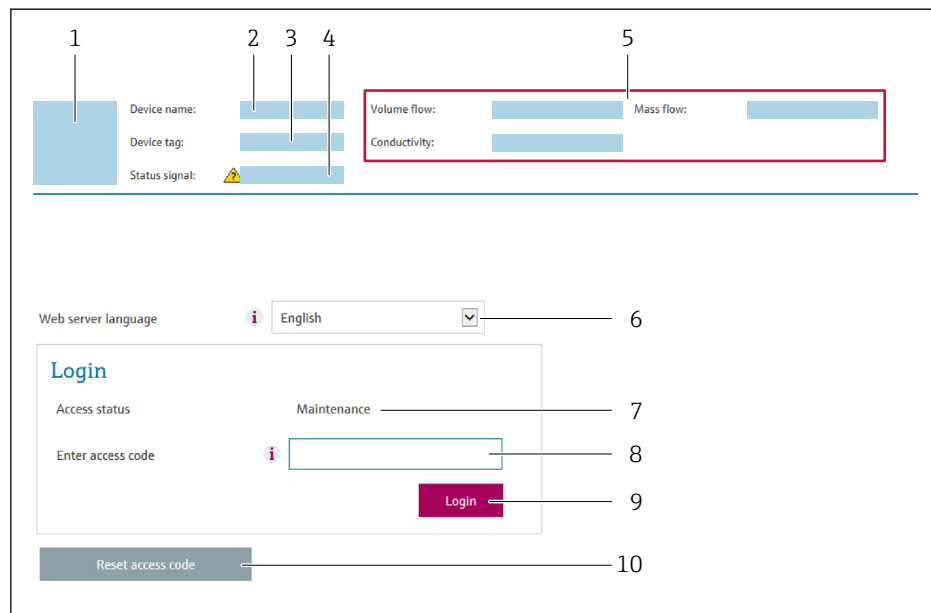 1 2 3 4 5
Device name: Volume flow: Mass flow:
Device tag: Conductivity:
Status signal: ?
Web server language i English 6
Login
Access status Maintenance 7
Enter access code i 8
Login 9
Reset access code 10